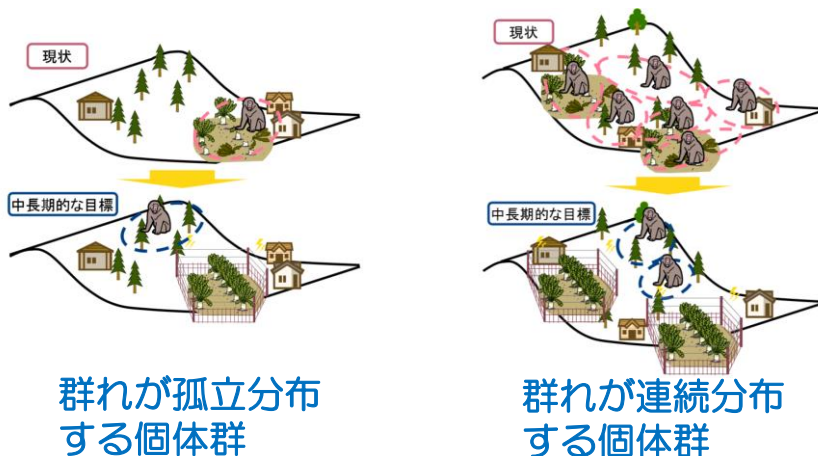 現状
現状
中長期的な目標
中長期的な目標
群れが孤立分布
する個体群
群れが連続分布
する個体群